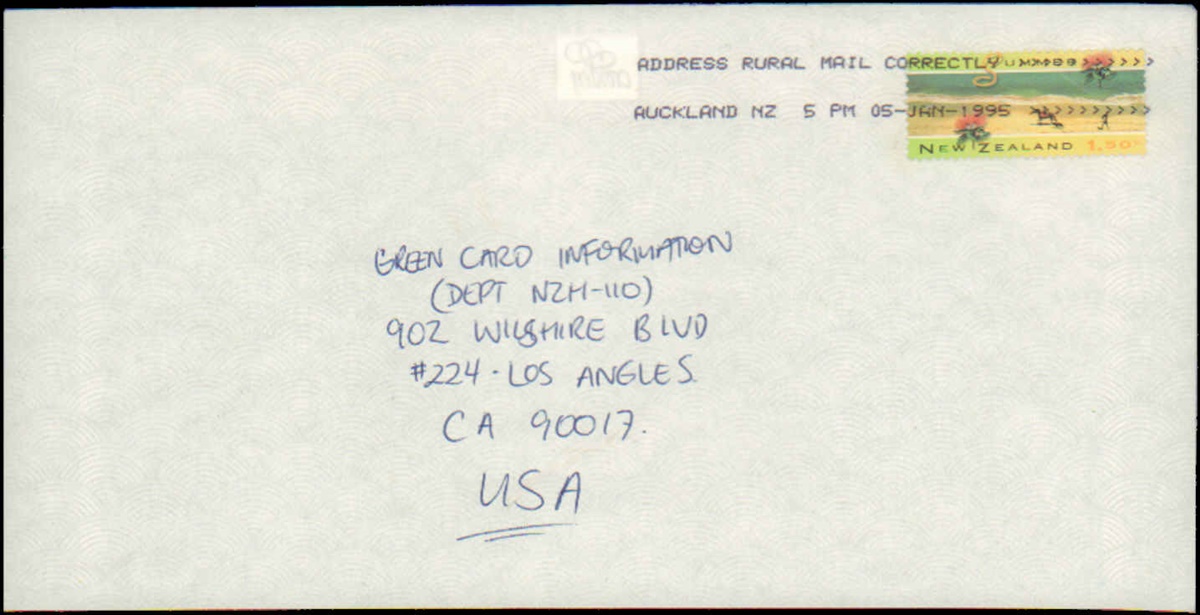 ADDRESS RURAL MAIL CORRECTLY >>>>>>>
AUCKLAND NZ 5 PM 05-JAN-1995 >>>>>>>>
NEW ZEALAND 1.50
GREEN CARD INFORMATION
(DEPT NZH-110)
902 WILSHIRE BLVD
#224 - LOS ANGLES
CA 90017.
USA